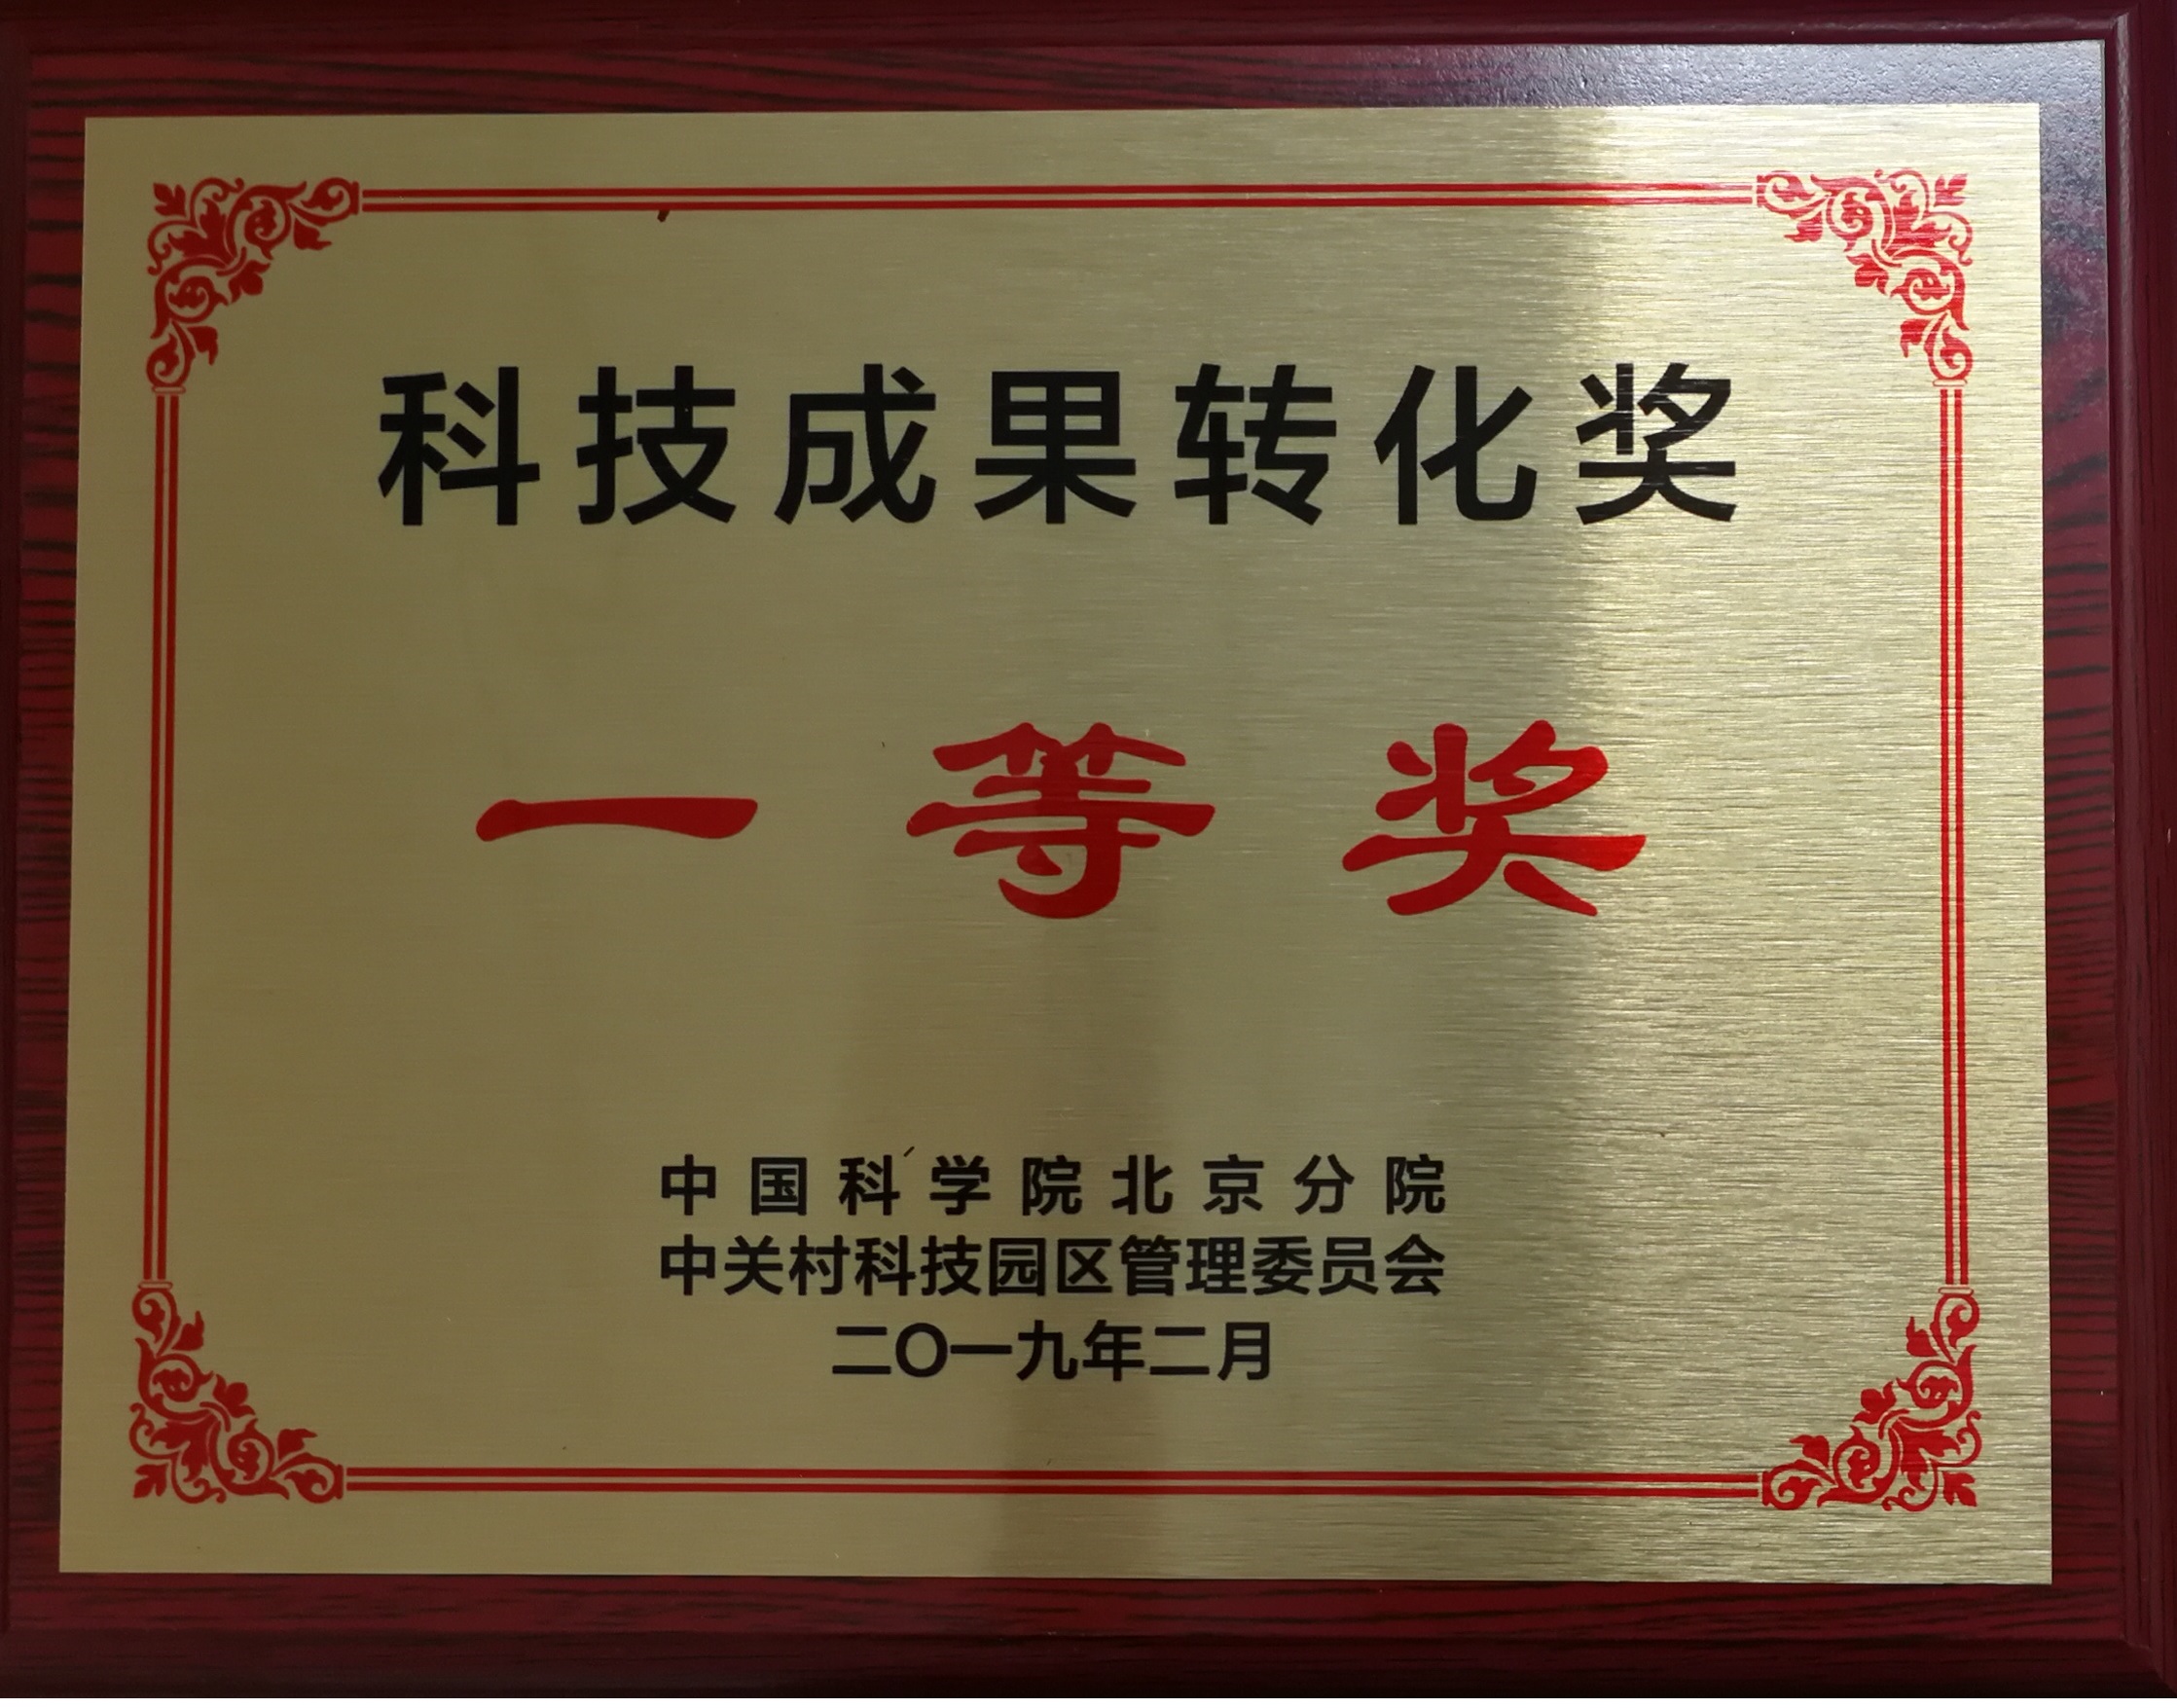 科技成果转化奖
一等奖
中国科学院北京分院
中关村科技园区管理委员会
二〇一九年二月